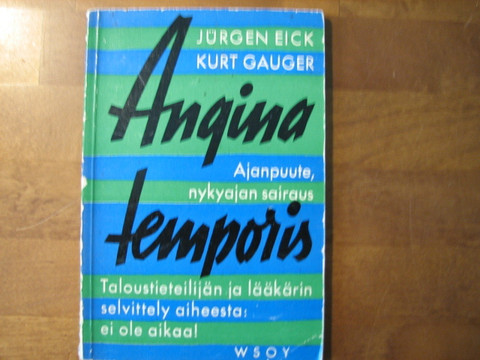 JÜRGEN EICK
KURT GAUGER
Angina
Ajanpuute,
nykyajan sairaus
temporis
Taloustieteilijän ja lääkärin
selvittely aiheesta:
ei ole aikaa!
WSOY